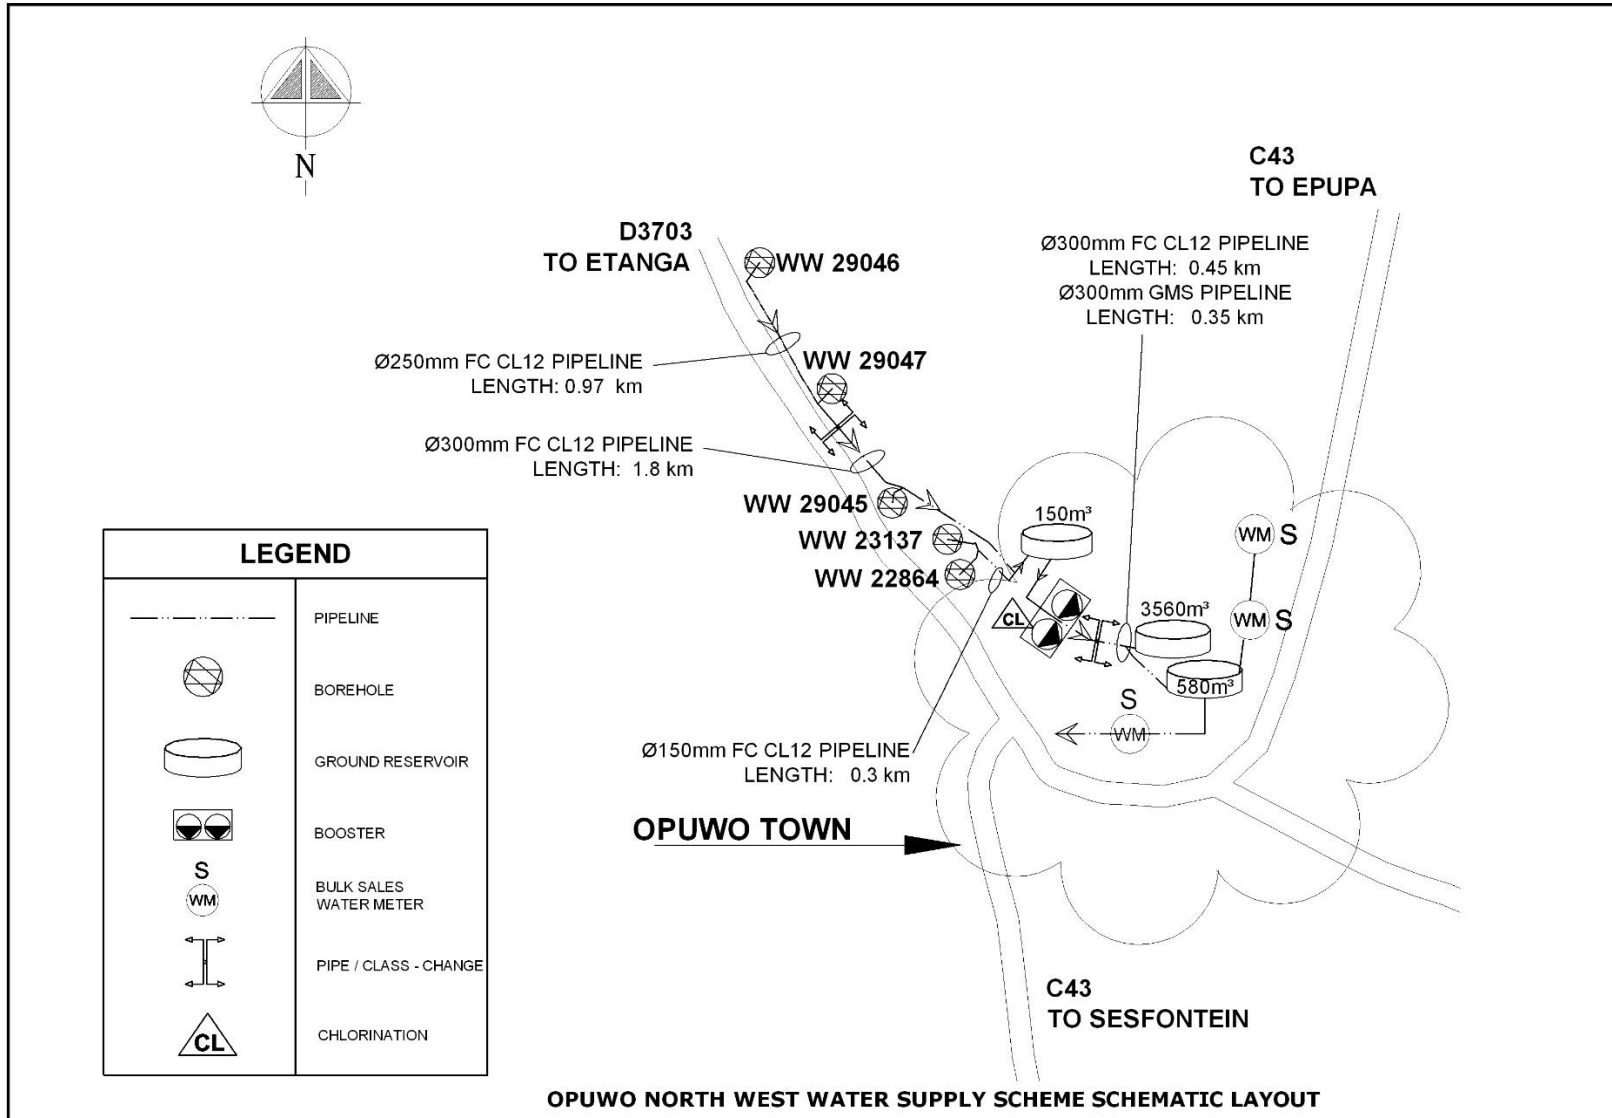 N
C43
TO EPUPA
D3703
TO ETANGA
WW 29046
Ø300mm FC CL12 PIPELINE
LENGTH: 0.45 km
Ø300mm GMS PIPELINE
LENGTH: 0.35 km
Ø250mm FC CL12 PIPELINE
LENGTH: 0.97 km
WW 29047
Ø300mm FC CL12 PIPELINE
LENGTH: 1.8 km
WW 29045
150m³
WM S
WW 23137
WW 22864
CL
3560m³
WM S
580m³
S
WM
Ø150mm FC CL12 PIPELINE
LENGTH: 0.3 km
OPUWO TOWN
C43
TO SESFONTEIN
LEGEND
PIPELINE
BOREHOLE
GROUND RESERVOIR
BOOSTER
S
WM
BULK SALES
WATER METER
PIPE / CLASS - CHANGE
CL
CHLORINATION
OPUWO NORTH WEST WATER SUPPLY SCHEME SCHEMATIC LAYOUT